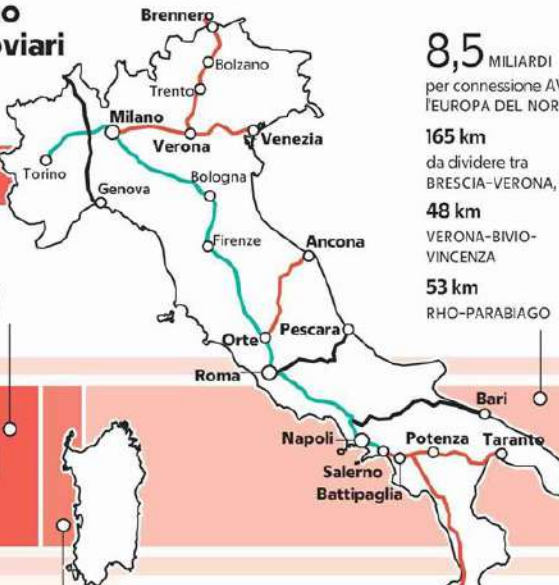 oviari
Brennero
Bolzano
Trento
Milano
Verona
Venezia
Torino
Genova
Bologna
Firenze
Ancona
Orte
Pescara
Roma
Bari
Napoli
Potenza
Taranto
Salerno
Battipaglia
8,5 MILIARDI
per connessione AV
l'EUROPA DEL NOR
165 km
da dividere tra
BRESCIA-VERONA,
48 km
VERONA-BIVIO-
VINCENZA
53 km
RHO-PARABIAGO